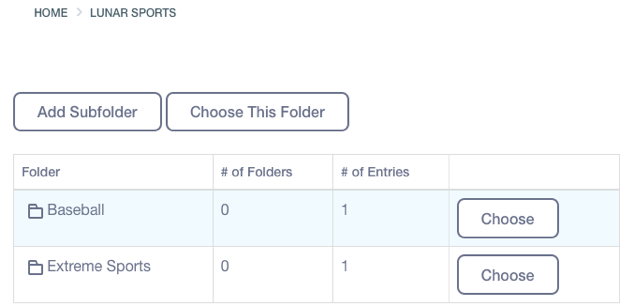 HOME > LUNAR SPORTS
Add Subfolder Choose This Folder
Folder # of Folders # of Entries
Baseball 0 1 Choose
Extreme Sports 0 1 Choose